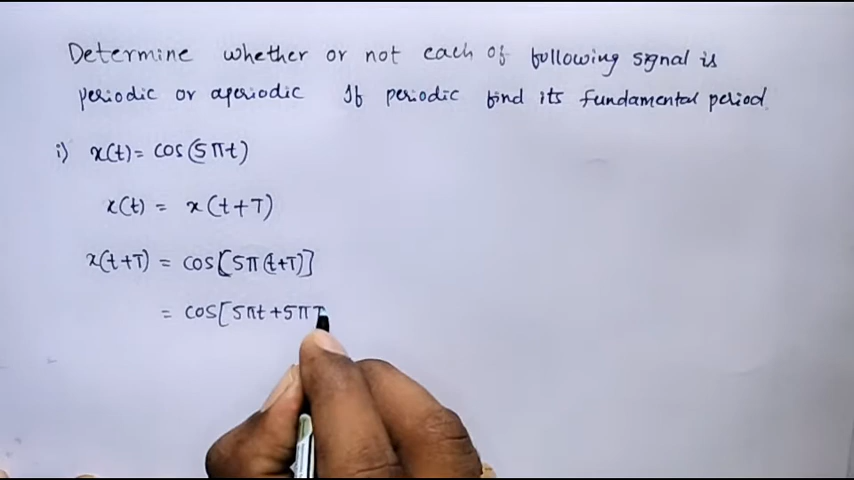 Determine whether or not each of following signal is
periodic or aperiodic If periodic find its fundamental period.
i) x(t) = cos(5πt)
x(t) = x(t+T)
x(t+T) = cos[5π(t+T)]
= cos[5πt+5πT